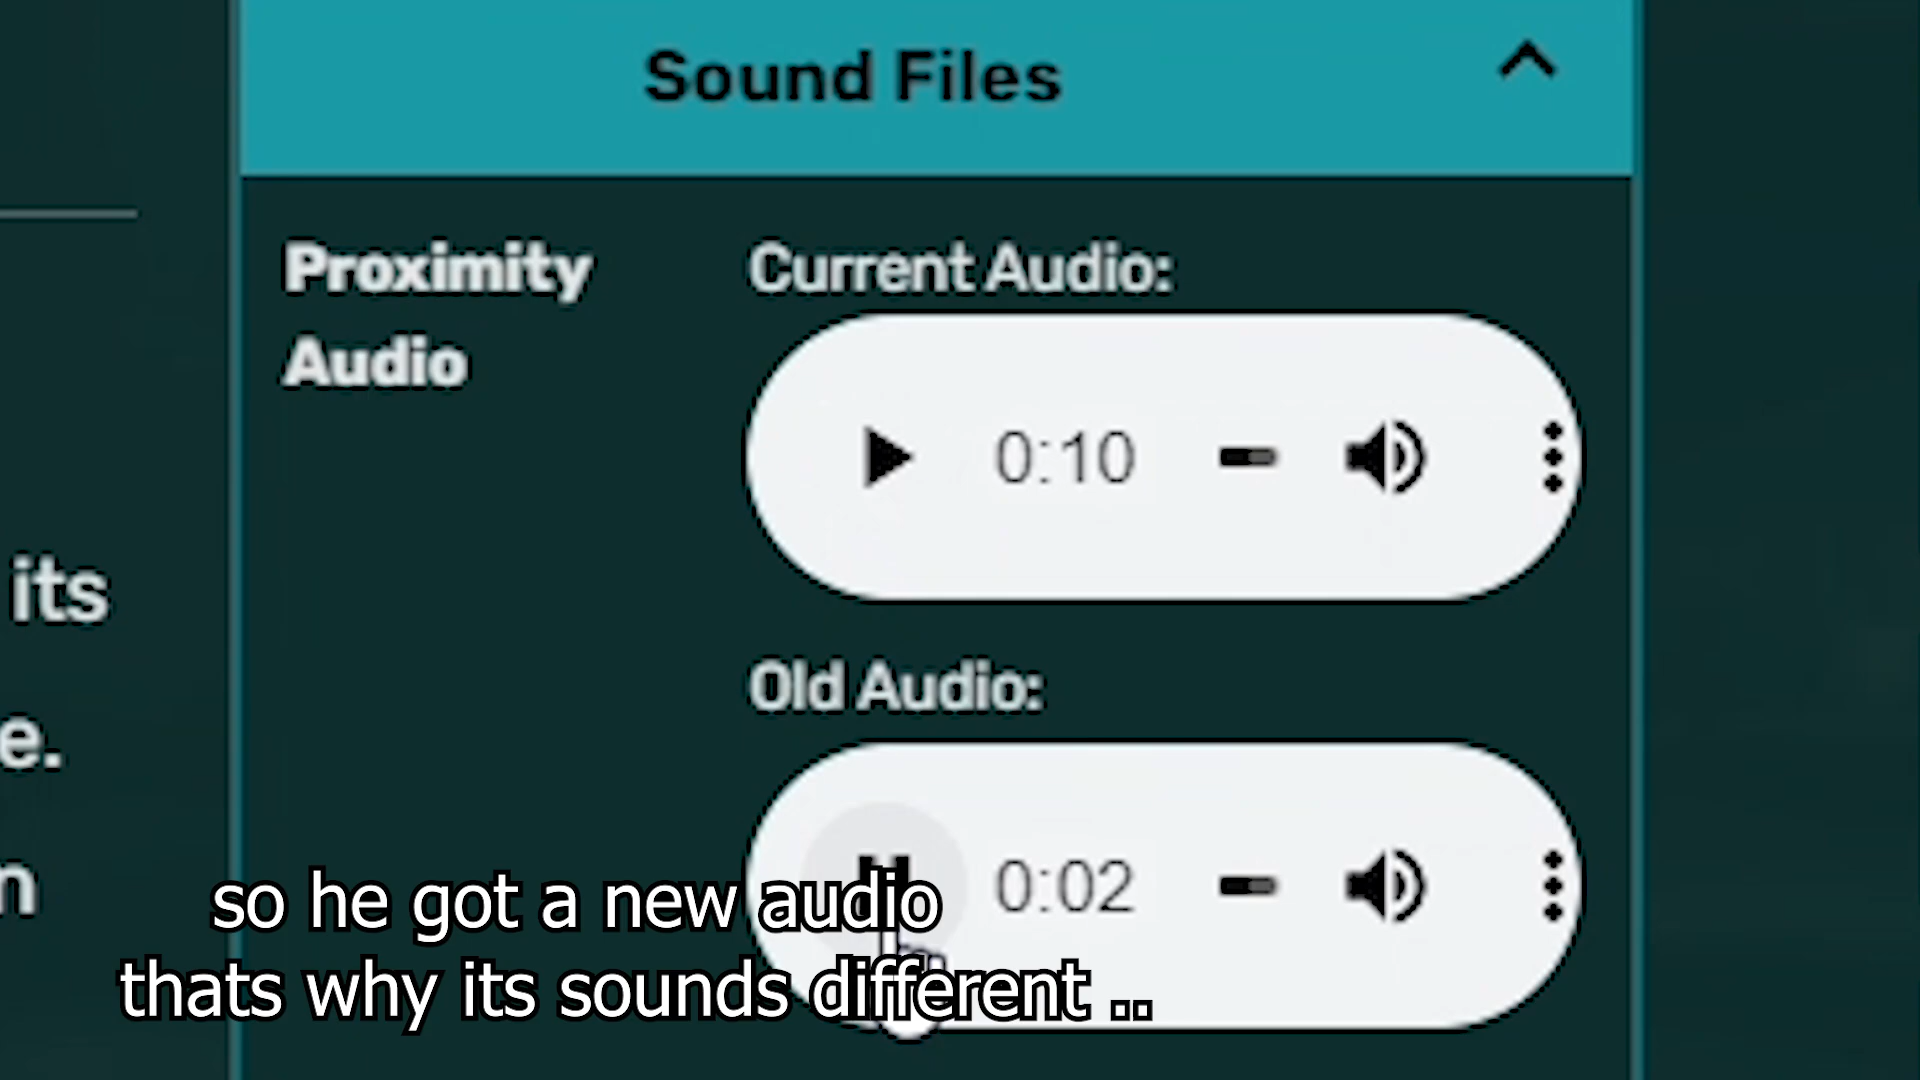 Sound Files
Proximity
Audio
Current Audio:
0:10
Old Audio:
0:02
its
e.
n
so he got a new audio
thats why its sounds different ..